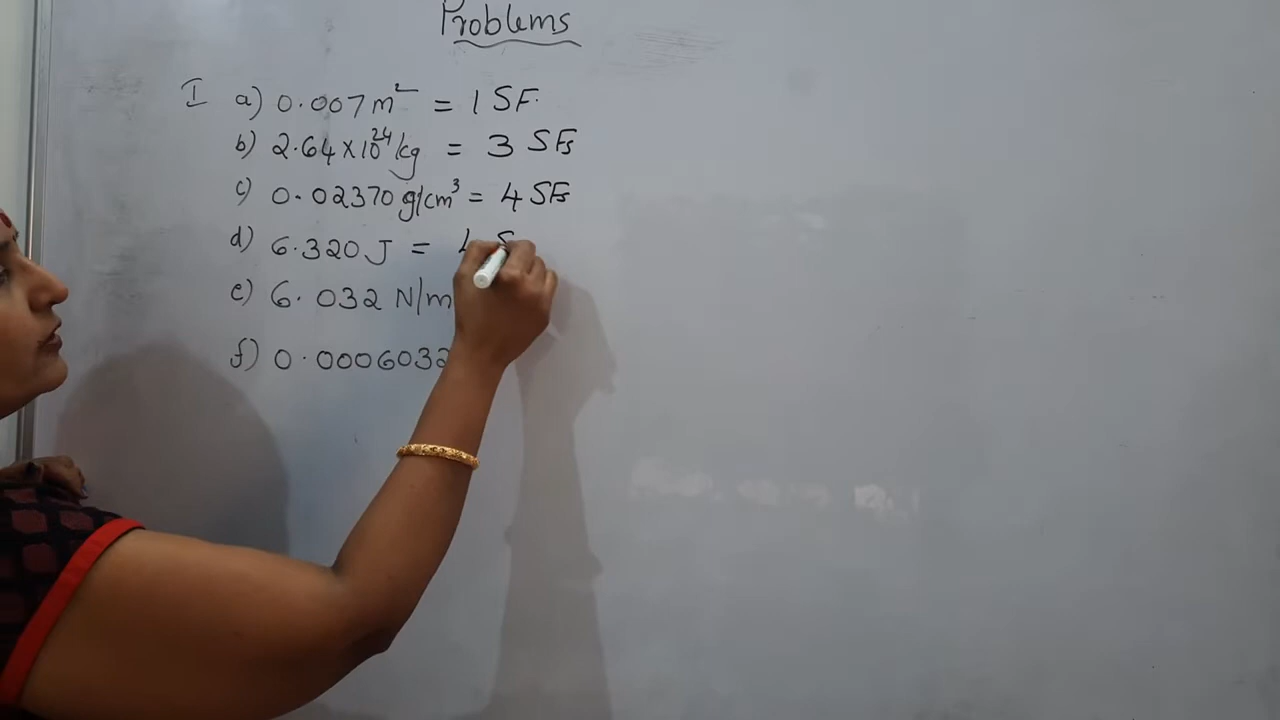 Problems
I a) 0.007 m² = 1 SF.
b) 2.64 x 10²⁴ kg = 3 SFs
c) 0.02370 g/cm³ = 4 SFs
d) 6.320 J = 4 S
e) 6.032 N/m
f) 0.0006032